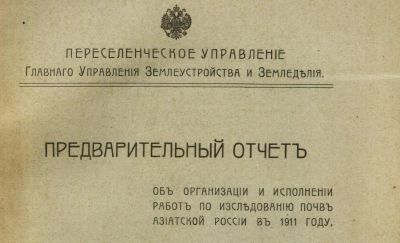 ПЕРЕСЕЛЕНЧЕСКОЕ УПРАВЛЕНІЕ
ГЛАВНАГО УПРАВЛЕНІЯ ЗЕМЛЕУСТРОЙСТВА И ЗЕМЛЕДѢЛІЯ.
ПРЕДВАРИТЕЛЬНЫЙ ОТЧЕТЪ
ОБЪ ОРГАНИЗАЦІИ И ИСПОЛНЕНІИ
РАБОТЪ ПО ИЗСЛѢДОВАНІЮ ПОЧВЪ
АЗІАТСКОЙ РОССІИ ВЪ 1911 ГОДУ.